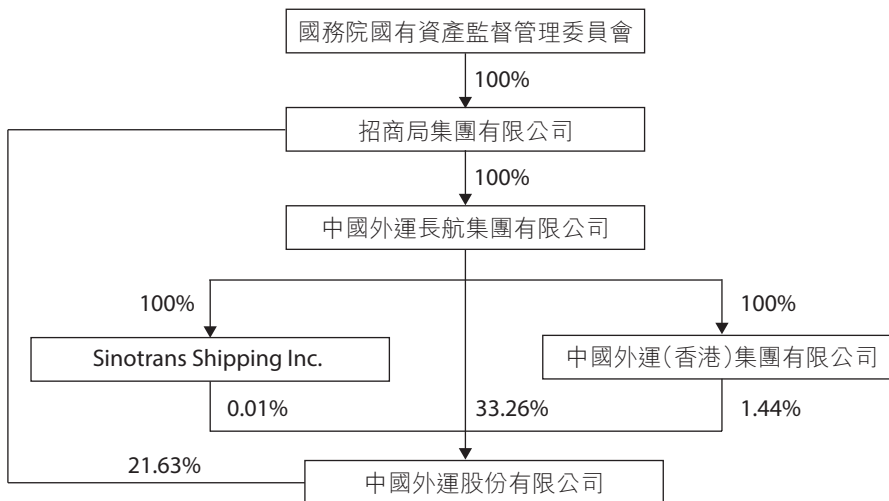 國務院國有資產監督管理委員會
100%
招商局集團有限公司
100%
中國外運長航集團有限公司
100%
100%
Sinotrans Shipping Inc.
中國外運(香港)集團有限公司
0.01%
33.26%
1.44%
21.63%
中國外運股份有限公司